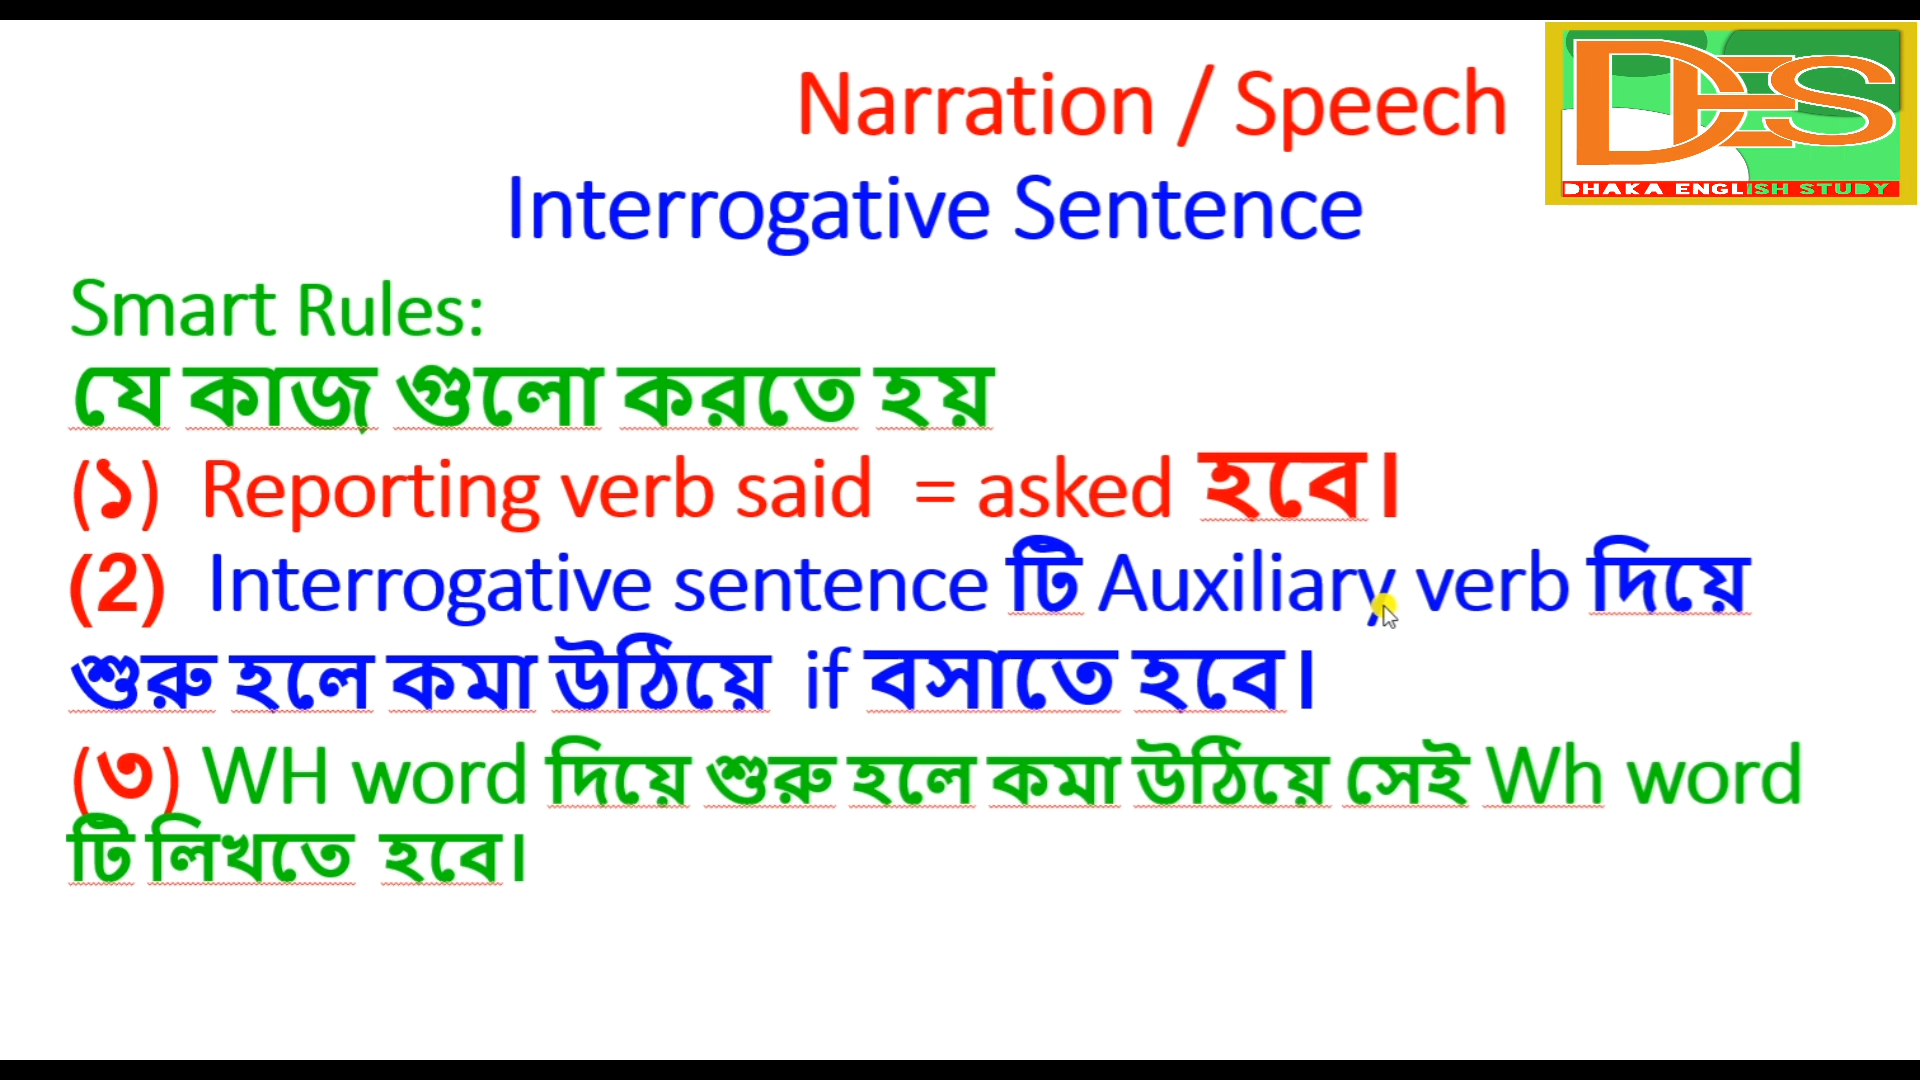 Narration / Speech
DES
DHAKA ENGLISH STUDY
Interrogative Sentence
Smart Rules:
যে কাজ গুলো করতে হয়
(১) Reporting verb said = asked হবে।
(2) Interrogative sentence টি Auxiliary verb দিয়ে
শুরু হলে কমা উঠিয়ে if বসাতে হবে।
(৩) WH word দিয়ে শুরু হলে কমা উঠিয়ে সেই Wh word
টি লিখতে হবে।